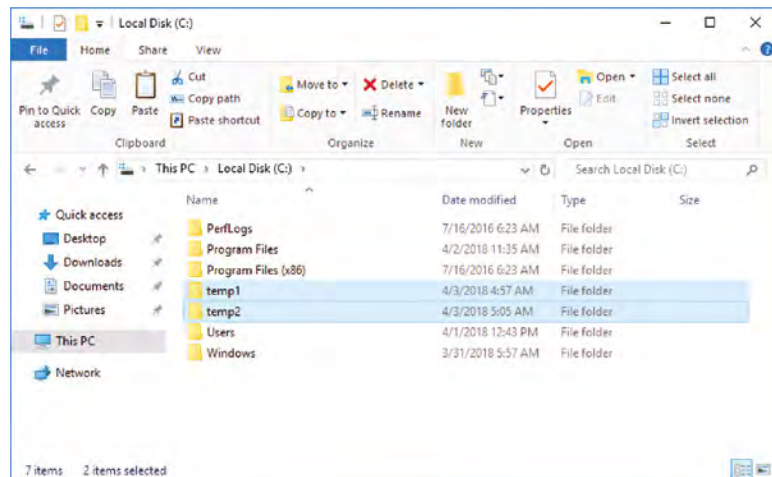 Local Disk (C:)
File Home Share View
Pin to Quick access
Copy
Paste
Cut
Copy path
Paste shortcut
Clipboard
Move to
Copy to
Delete
Rename
Organize
New folder
New
Properties
Open
Edit
Open
Select all
Select none
Invert selection
Select
This PC Local Disk (C:)
Search Local Disk (C:)
Quick access
Desktop
Downloads
Documents
Pictures
This PC
Network
Name Date modified Type Size
PerfLogs 7/16/2016 6:23 AM File folder
Program Files 4/2/2018 11:35 AM File folder
Program Files (x86) 7/16/2016 6:23 AM File folder
temp1 4/3/2018 4:57 AM File folder
temp2 4/3/2018 5:05 AM File folder
Users 4/1/2018 12:43 PM File folder
Windows 3/31/2018 5:57 AM File folder
7 items 2 items selected